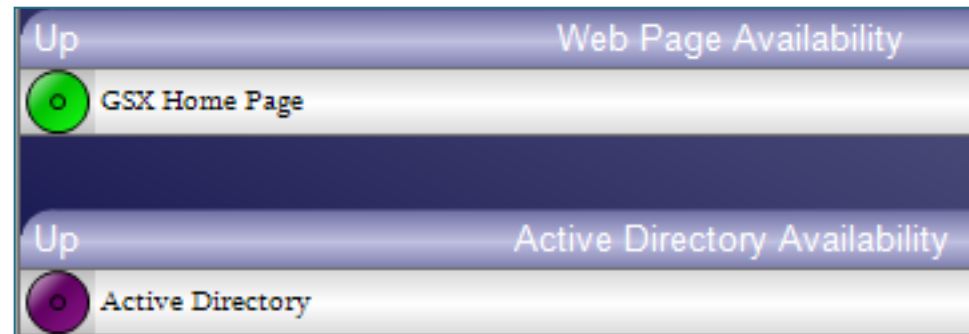 Up Web Page Availability
GSX Home Page
Up Active Directory Availability
Active Directory